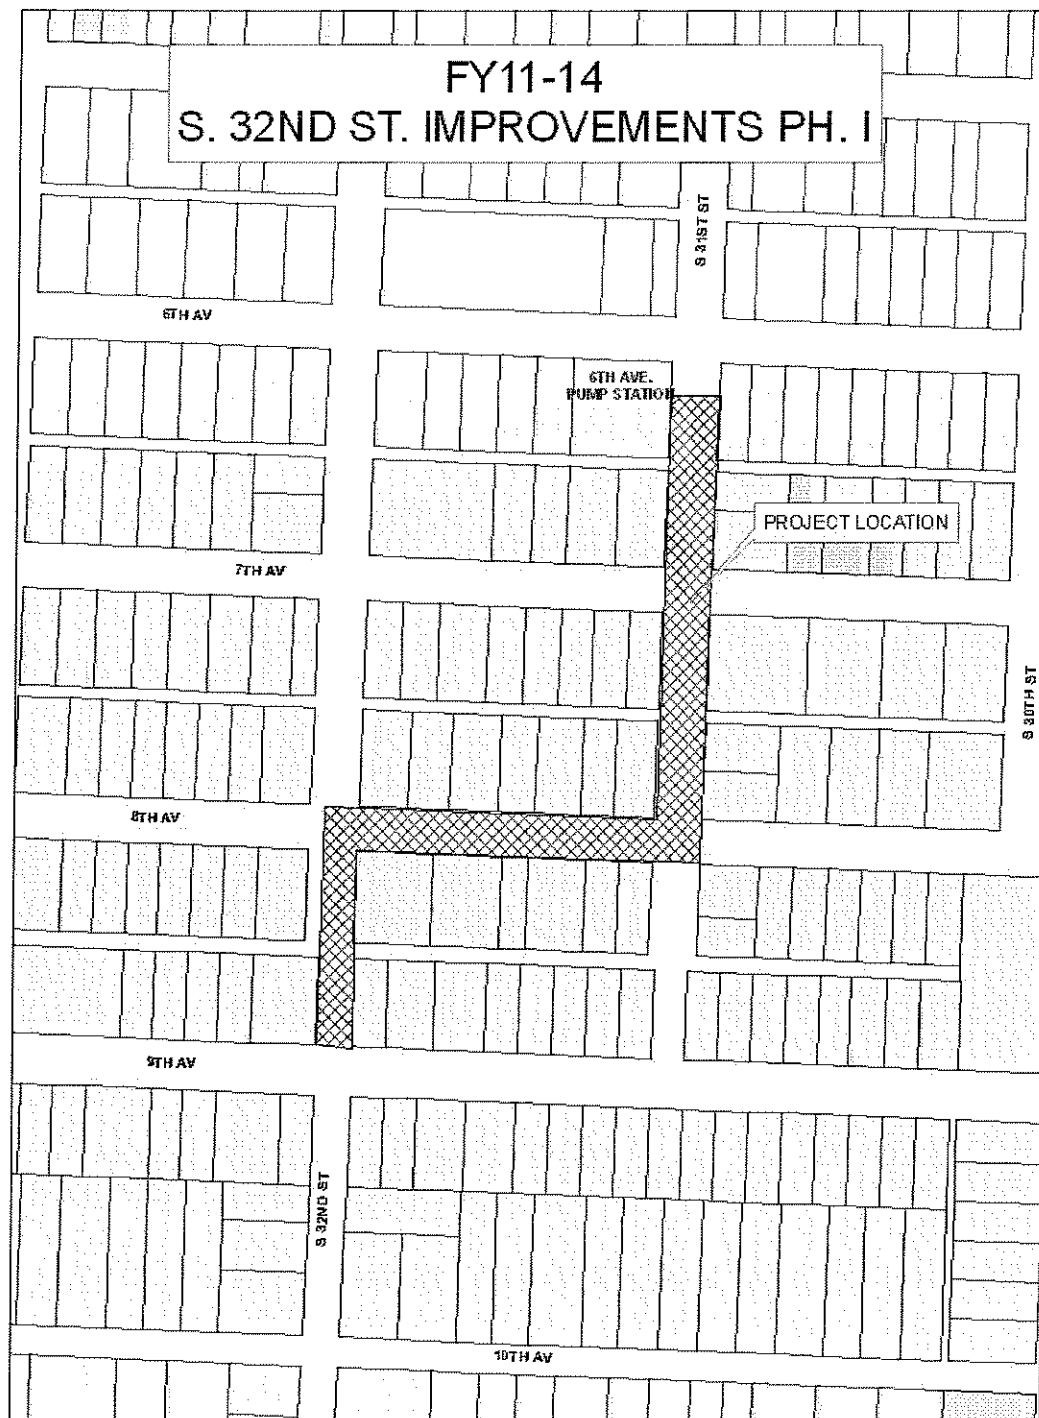 FY11-14
S. 32ND ST. IMPROVEMENTS PH. I
S 31ST ST
6TH AV
6TH AVE.
PUMP STATION
PROJECT LOCATION
7TH AV
S 30TH ST
8TH AV
9TH AV
S 32ND ST
10TH AV